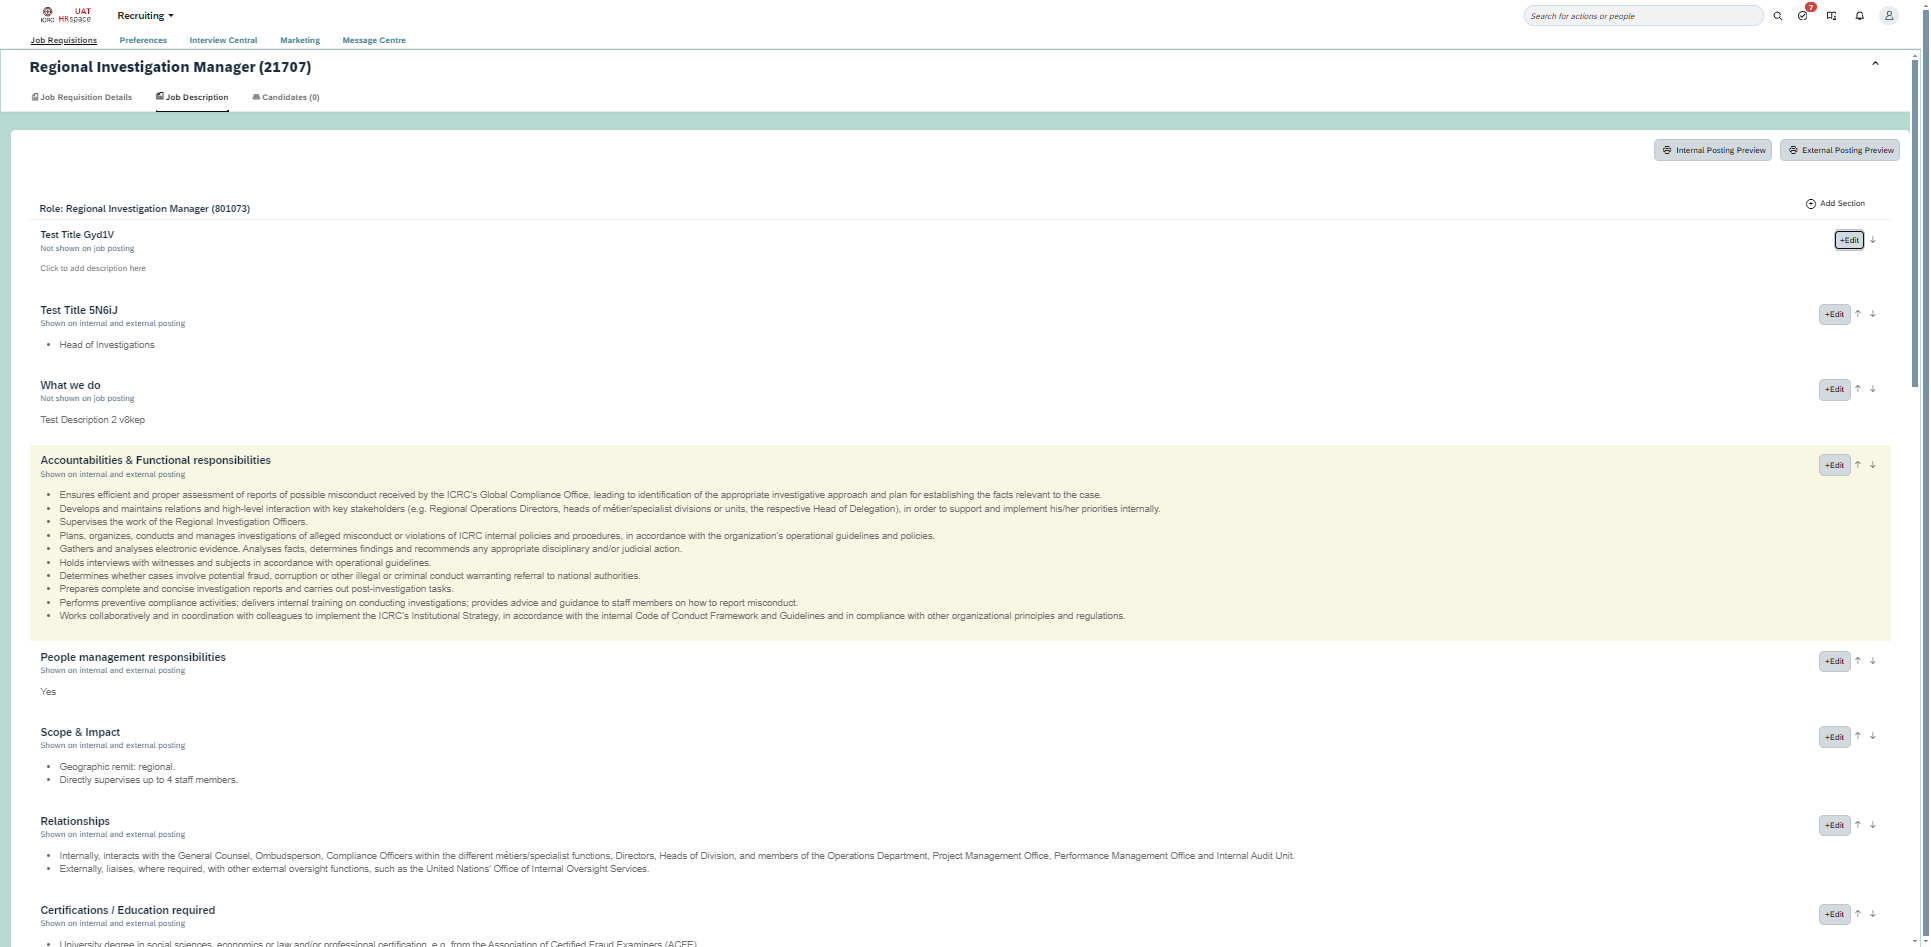 ICRC
UAT
HRspace
Recruiting
Search for actions or people
7
Job Requisitions
Preferences
Interview Central
Marketing
Message Centre
Regional Investigation Manager (21707)
Job Requisition Details
Job Description
Candidates (0)
Internal Posting Preview
External Posting Preview
Role: Regional Investigation Manager (801073)
Add Section
Test Title Gyd1V
+Edit
Not shown on job posting
Click to add description here
Test Title 5N6iJ
+Edit
Shown on internal and external posting
• Head of Investigations
What we do
+Edit
Not shown on job posting
Test Description 2 v8kep
Accountabilities & Functional responsibilities
+Edit
Shown on internal and external posting
• Ensures efficient and proper assessment of reports of possible misconduct received by the ICRC's Global Compliance Office, leading to identification of the appropriate investigative approach and plan for establishing the facts relevant to the case.
• Develops and maintains relations and high-level interaction with key stakeholders (e.g. Regional Operations Directors, heads of métier/specialist divisions or units, the respective Head of Delegation), in order to support and implement his/her priorities internally.
• Supervises the work of the Regional Investigation Officers.
• Plans, organizes, conducts and manages investigations of alleged misconduct or violations of ICRC internal policies and procedures, in accordance with the organization's operational guidelines and policies.
• Gathers and analyses electronic evidence. Analyses facts, determines findings and recommends any appropriate disciplinary and/or judicial action.
• Holds interviews with witnesses and subjects in accordance with operational guidelines.
• Determines whether cases involve potential fraud, corruption or other illegal or criminal conduct warranting referral to national authorities.
• Prepares complete and concise investigation reports and carries out post-investigation tasks.
• Performs preventive compliance activities; delivers internal training on conducting investigations; provides advice and guidance to staff members on how to report misconduct.
• Works collaboratively and in coordination with colleagues to implement the ICRC's Institutional Strategy, in accordance with the internal Code of Conduct Framework and Guidelines and in compliance with other organizational principles and regulations.
People management responsibilities
+Edit
Shown on internal and external posting
Yes
Scope & Impact
+Edit
Shown on internal and external posting
• Geographic remit: regional.
• Directly supervises up to 4 staff members.
Relationships
+Edit
Shown on internal and external posting
• Internally, interacts with the General Counsel, Ombudsperson, Compliance Officers within the different métiers/specialist functions, Directors, Heads of Division, and members of the Operations Department, Project Management Office, Performance Management Office and Internal Audit Unit.
• Externally, liaises, where required, with other external oversight functions, such as the United Nations' Office of Internal Oversight Services.
Certifications / Education required
+Edit
Shown on internal and external posting
• University degree in social sciences, economics or law and/or professional certification, e.g. from the Association of Certified Fraud Examiners (ACFE)